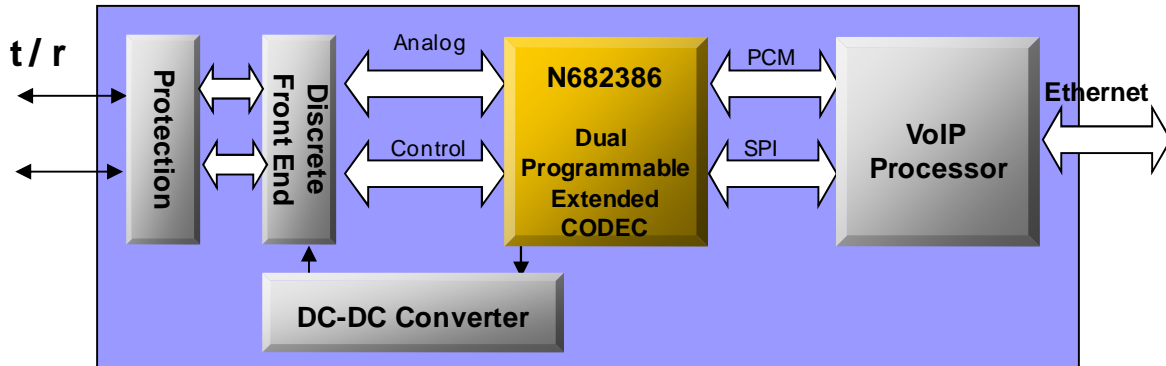 t / r
Protection
Discrete
Front End
Analog
Control
N682386
Dual
Programmable
Extended
CODEC
PCM
SPI
VoIP
Processor
Ethernet
DC-DC Converter